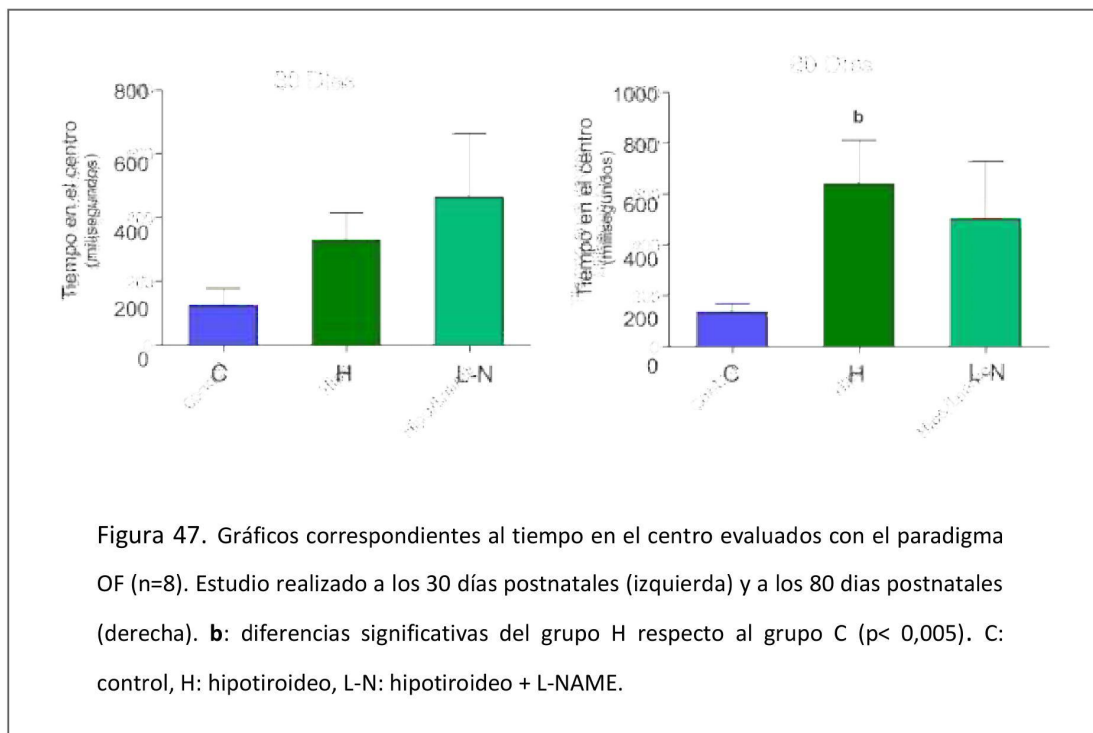 30 Días
800
600
400
200
0
Tiempo en el centro
(milisegundos)
C
H
L-N
1000
800
600
400
200
0
Tiempo en el centro
(milisegundos)
b
C
H
L-N
Figura 47. Gráficos correspondientes al tiempo en el centro evaluados con el paradigma
OF (n=8). Estudio realizado a los 30 días postnatales (izquierda) y a los 80 dias postnatales
(derecha). b: diferencias significativas del grupo H respecto al grupo C (p< 0,005). C:
control, H: hipotiroideo, L-N: hipotiroideo + L-NAME.